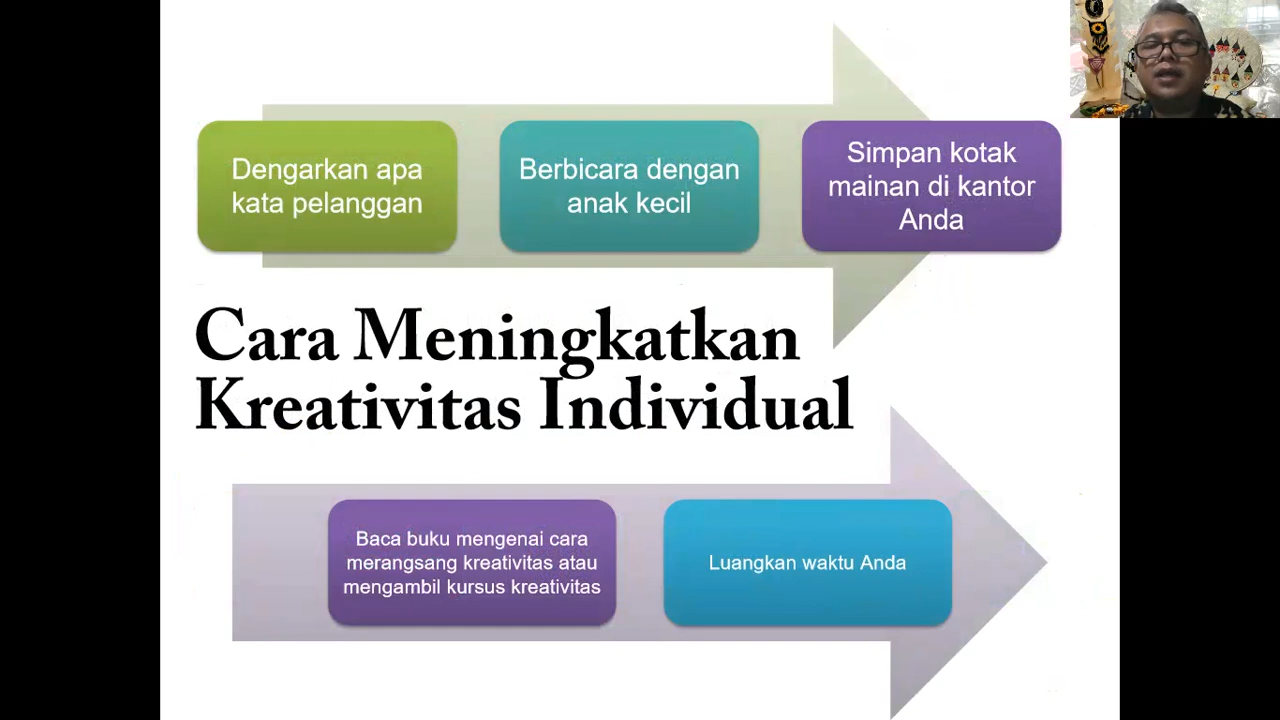 Dengarkan apa
kata pelanggan
Berbicara dengan
anak kecil
Simpan kotak
mainan di kantor
Anda
Cara Meningkatkan
Kreativitas Individual
Baca buku mengenai cara
merangsang kreativitas atau
mengambil kursus kreativitas
Luangkan waktu Anda